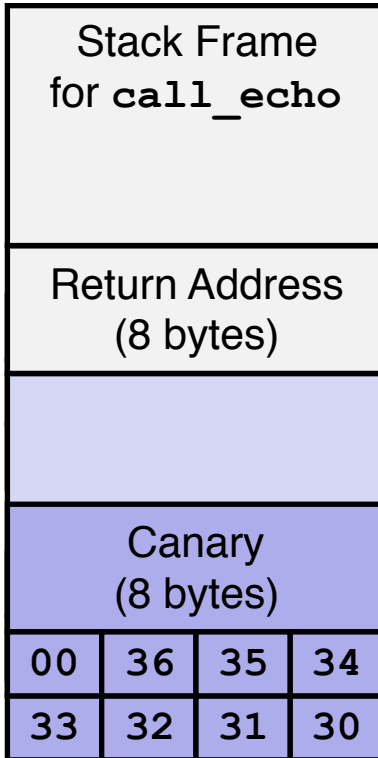 Stack Frame
for call_echo
Return Address
(8 bytes)
Canary
(8 bytes)
00 36 35 34
33 32 31 30